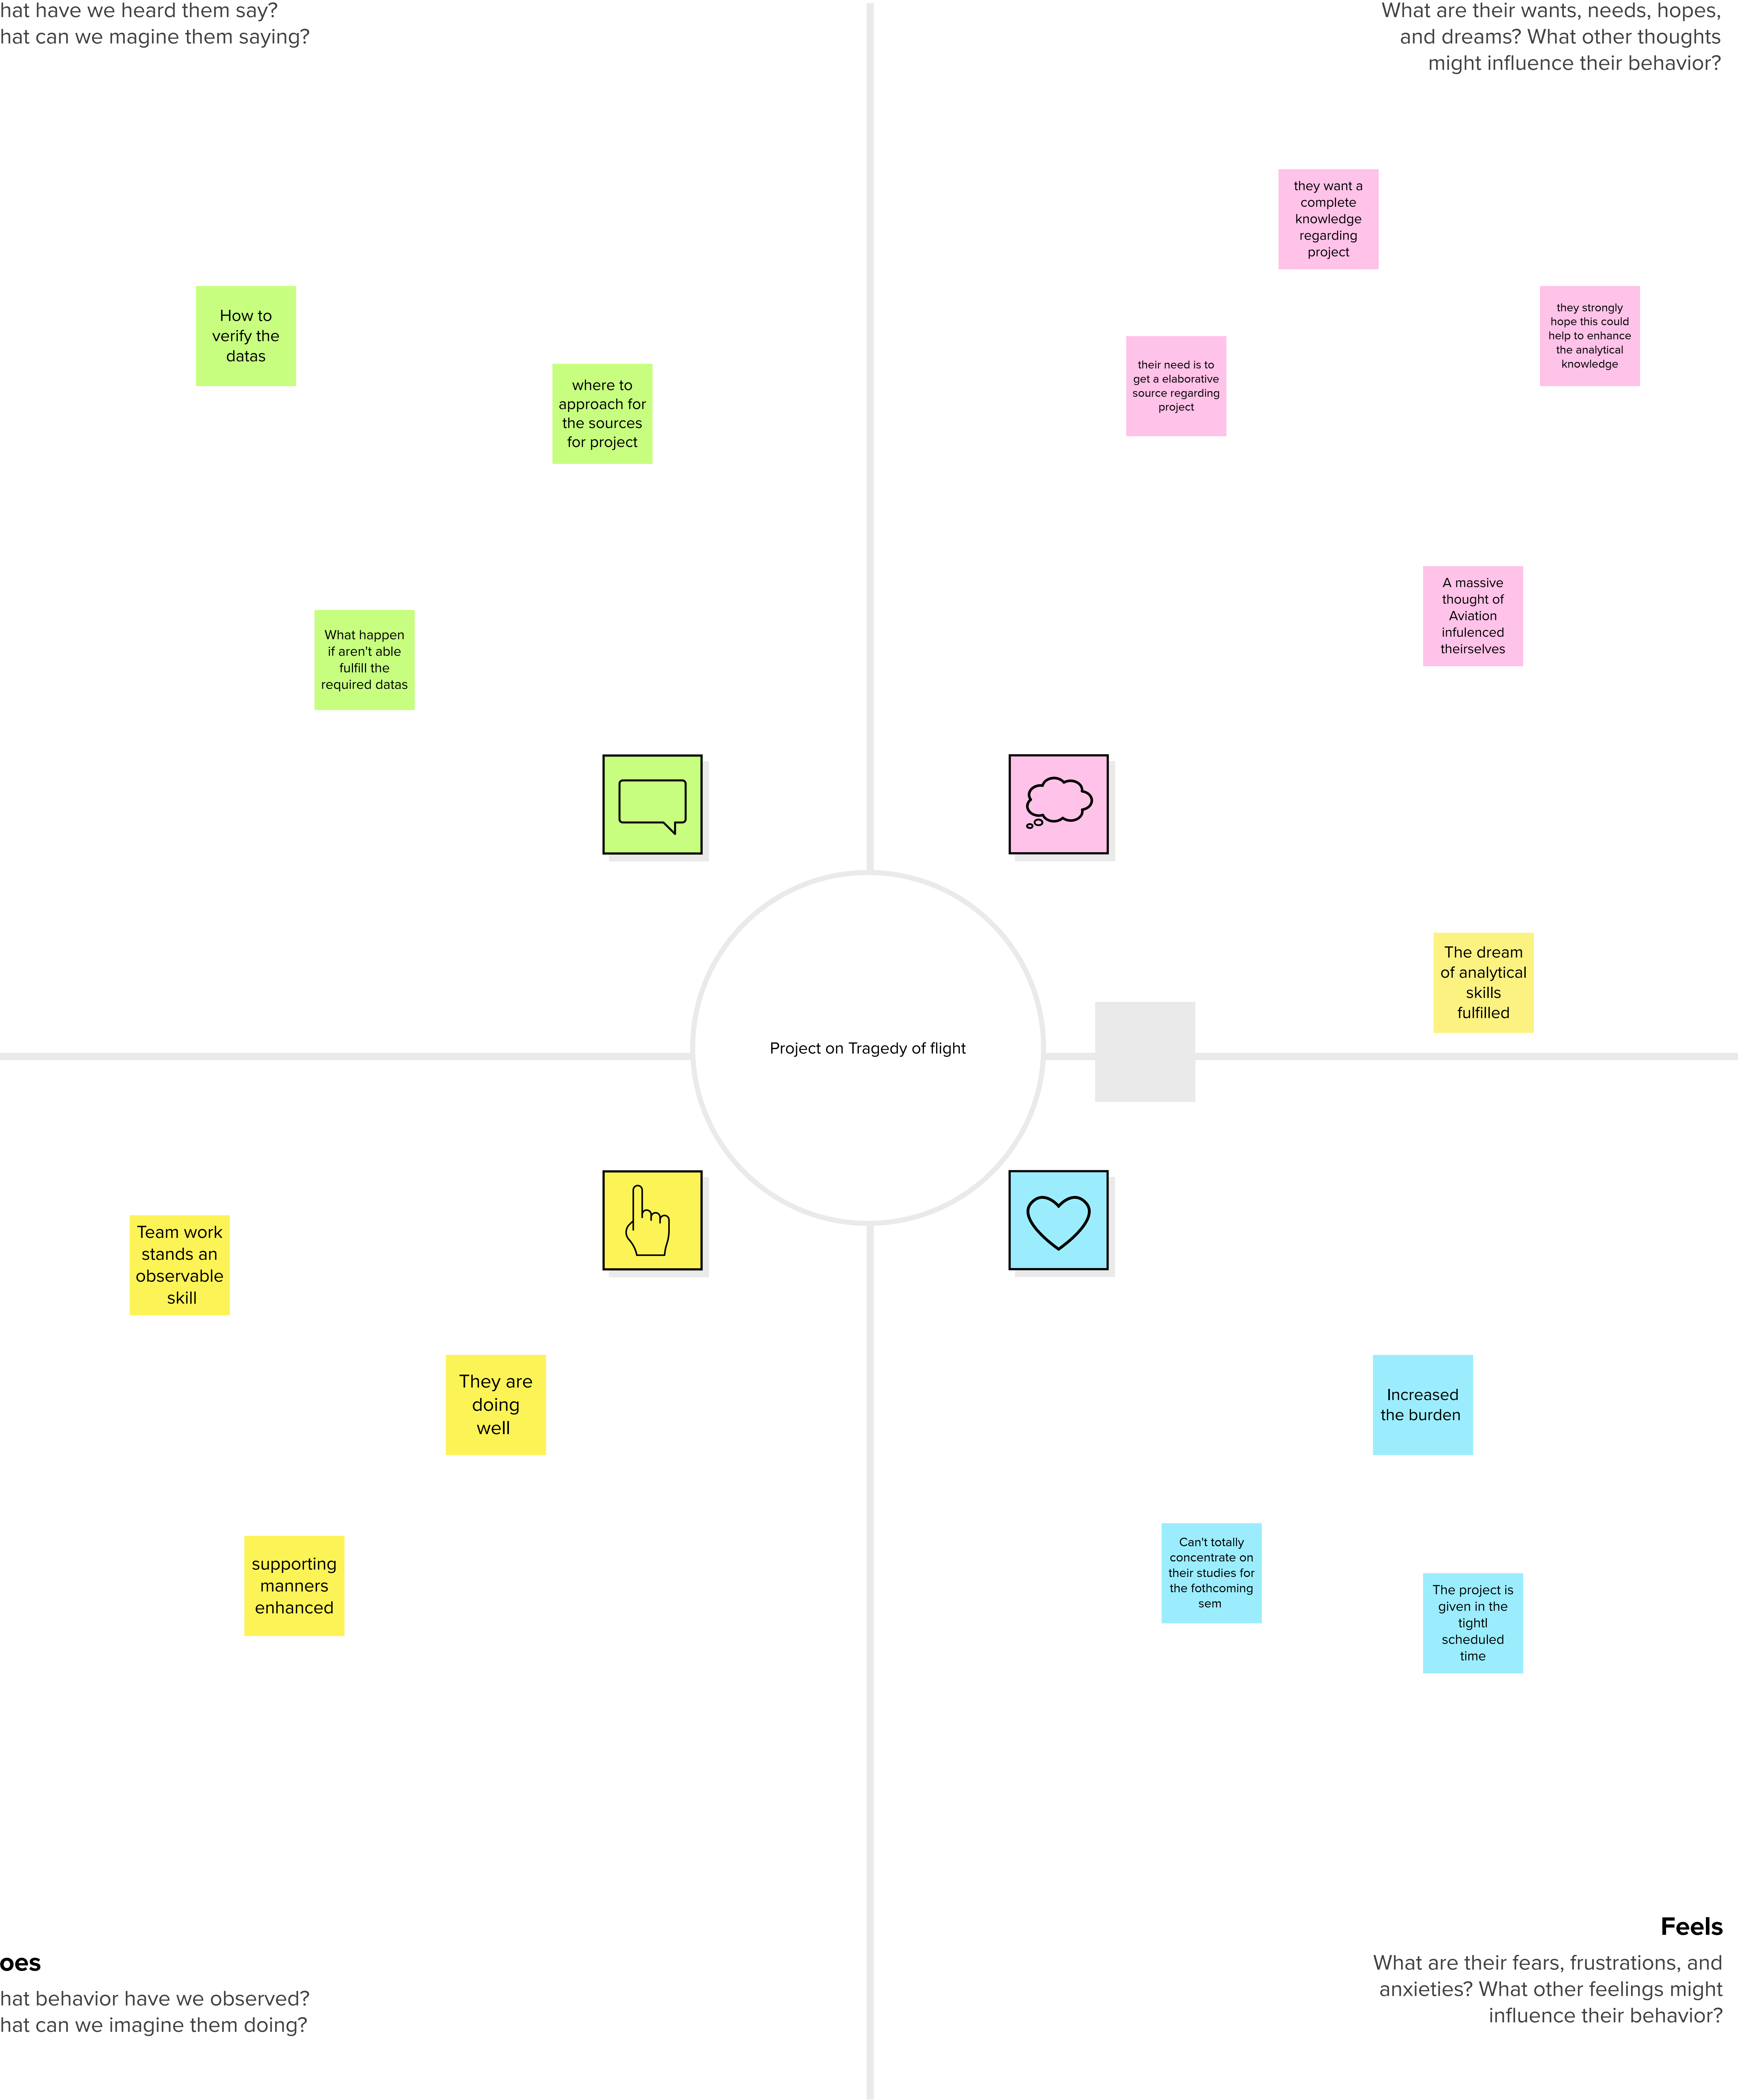 hat have we heard them say?
hat can we magine them saying?
What are their wants, needs, hopes,
and dreams? What other thoughts
might influence their behavior?
How to
verify the
datas
where to
approach for
the sources
for project
What happen
if aren't able
fulfill the
required datas
they want a
complete
knowledge
regarding
project
they strongly
hope this could
help to enhance
the analytical
knowledge
their need is to
get a elaborative
source regarding
project
A massive
thought of
Aviation
infulenced
theirselves
The dream
of analytical
skills
fulfilled
Project on Tragedy of flight
Team work
stands an
observable
skill
They are
doing
well
supporting
manners
enhanced
Increased
the burden
Can't totally
concentrate on
their studies for
the fothcoming
sem
The project is
given in the
tightl
scheduled
time
oes
hat behavior have we observed?
hat can we imagine them doing?
Feels
What are their fears, frustrations, and
anxieties? What other feelings might
influence their behavior?